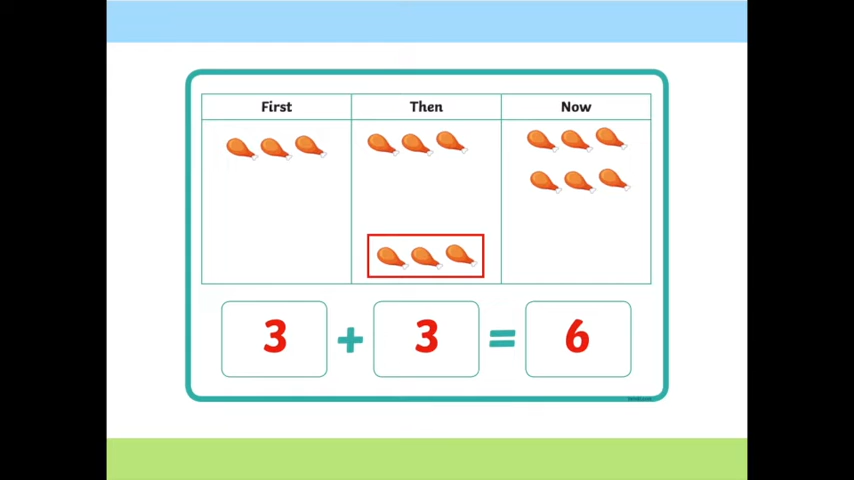 First Then Now
3 + 3 = 6